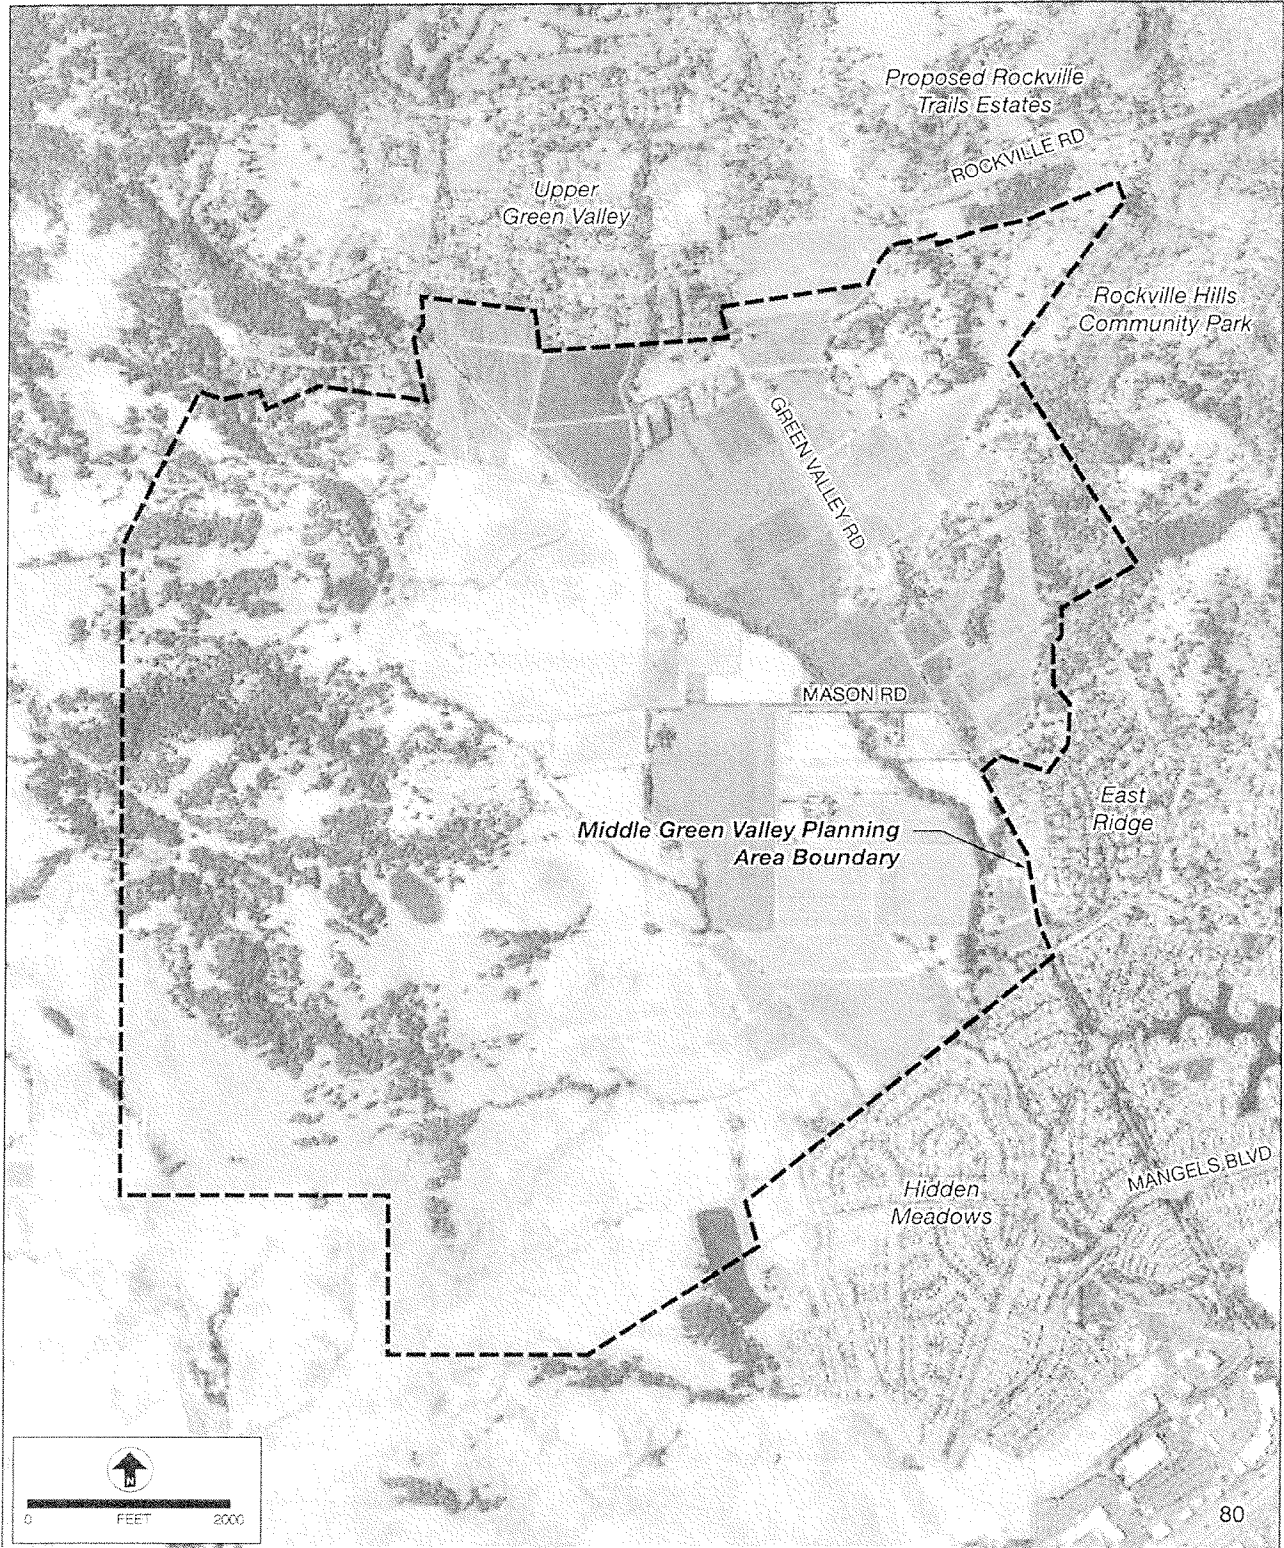 Proposed Rockville
Trails Estates
ROCKVILLE RD
Upper
Green Valley
Rockville Hills
Community Park
GREEN VALLEY RD
MASON RD
East
Ridge
Middle Green Valley Planning
Area Boundary
MANGELS BLVD
Hidden
Meadows
N
0 FEET 2000
80